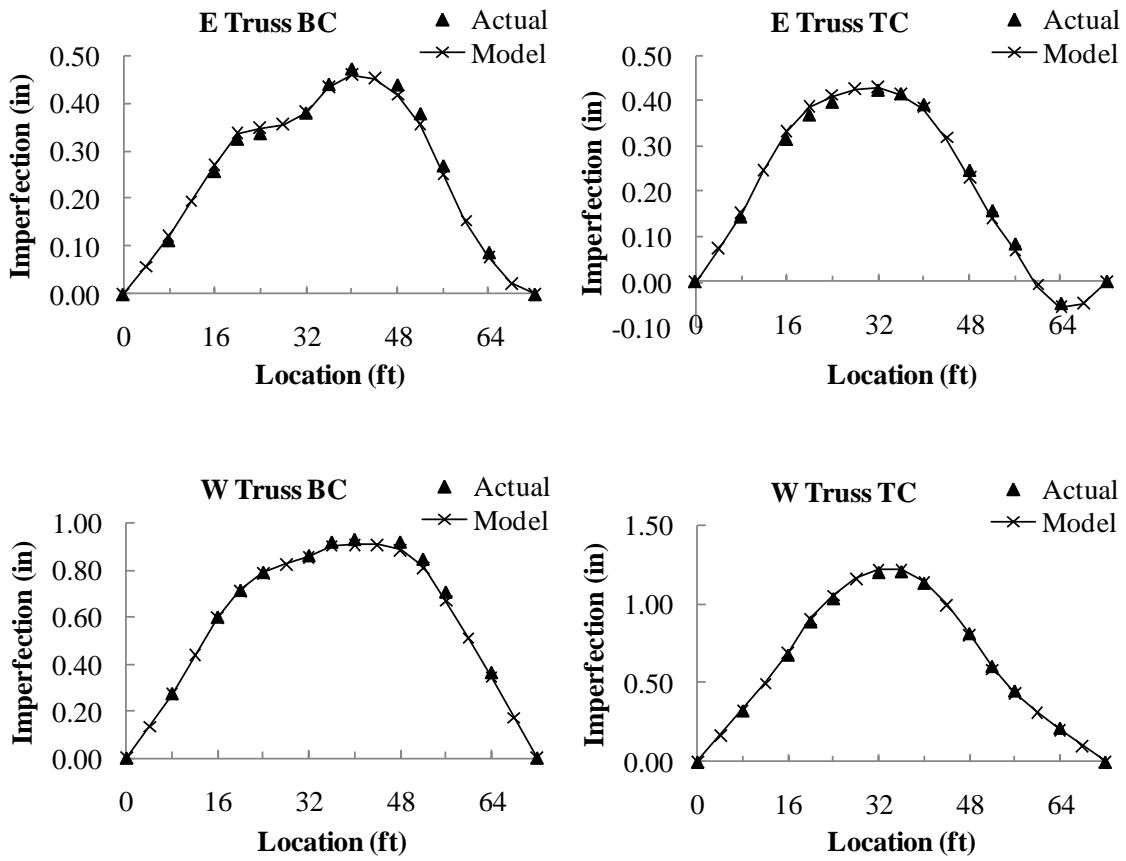 E Truss BC
Actual
Model
Imperfection (in)
0.50
0.40
0.30
0.20
0.10
0.00
0 16 32 48 64
Location (ft)
E Truss TC
Actual
Model
Imperfection (in)
0.50
0.40
0.30
0.20
0.10
0.00
-0.10
0 16 32 48 64
Location (ft)
W Truss BC
Actual
Model
Imperfection (in)
1.00
0.80
0.60
0.40
0.20
0.00
0 16 32 48 64
Location (ft)
W Truss TC
Actual
Model
Imperfection (in)
1.50
1.00
0.50
0.00
0 16 32 48 64
Location (ft)